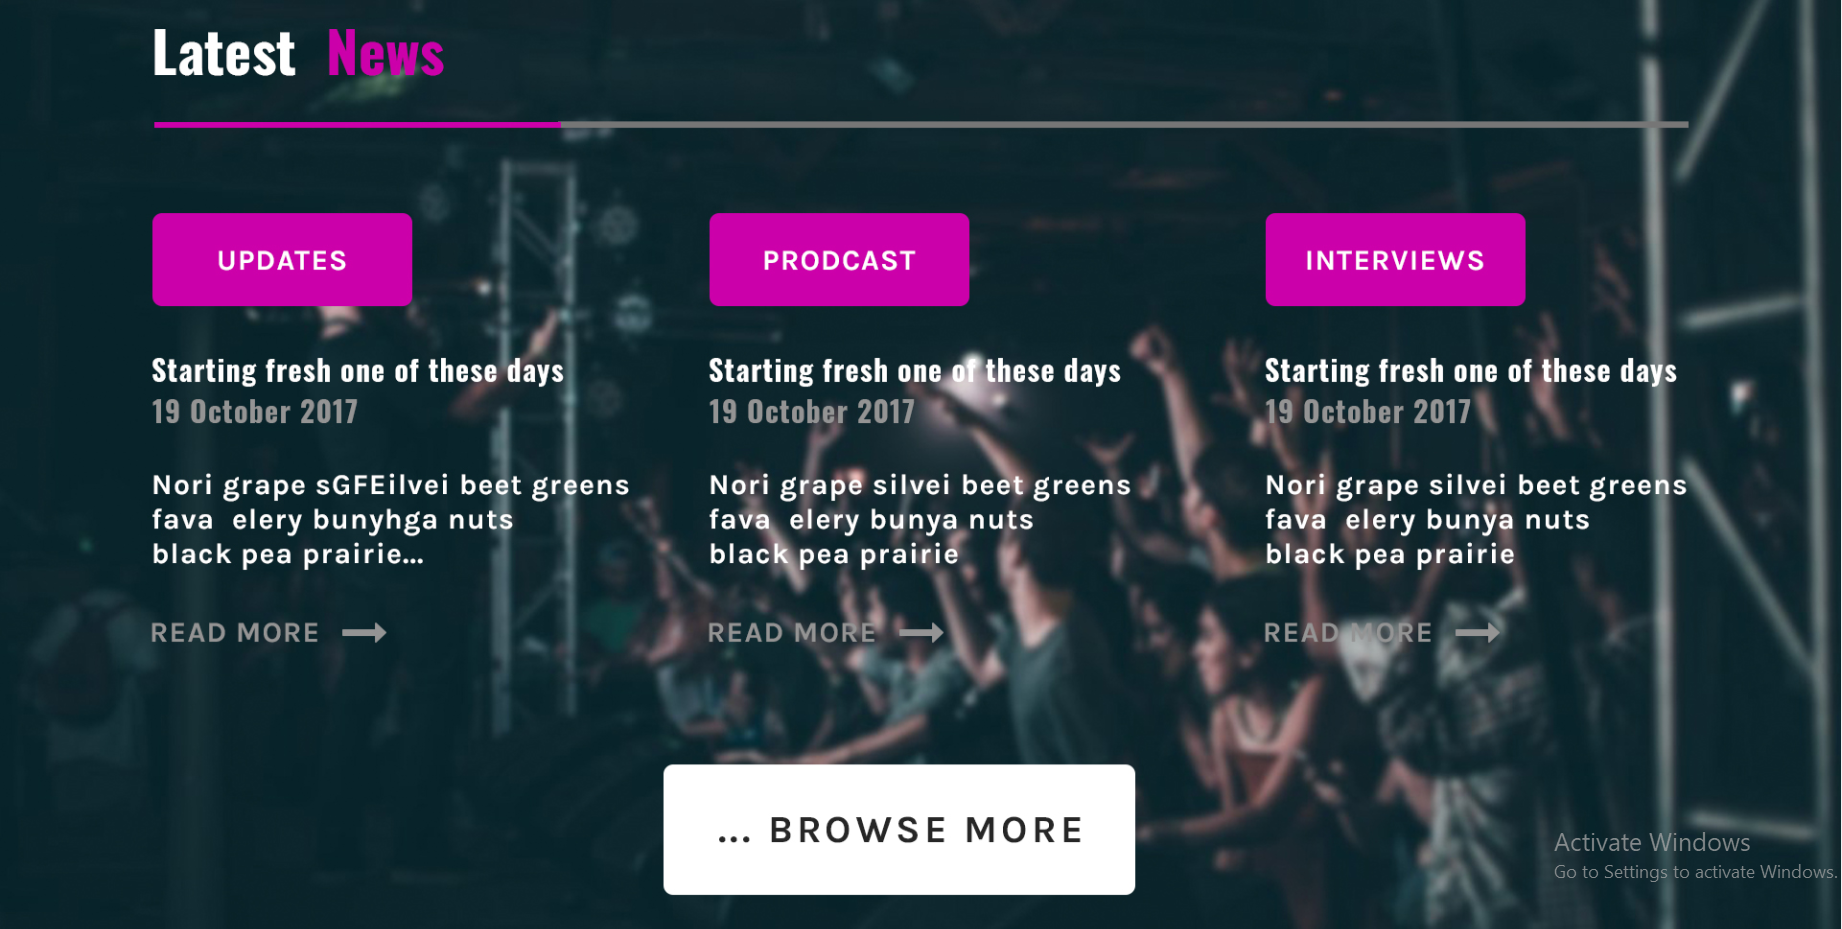 Latest News
UPDATES
PRODCAST
INTERVIEWS
Starting fresh one of these days
19 October 2017
Nori grape sGFEilvei beet greens
fava elery bunyhga nuts
black pea prairie...
READ MORE
Starting fresh one of these days
19 October 2017
Nori grape silvei beet greens
fava elery bunya nuts
black pea prairie
READ MORE
Starting fresh one of these days
19 October 2017
Nori grape silvei beet greens
fava elery bunya nuts
black pea prairie
READ MORE
... BROWSE MORE
Activate Windows
Go to Settings to activate Windows.